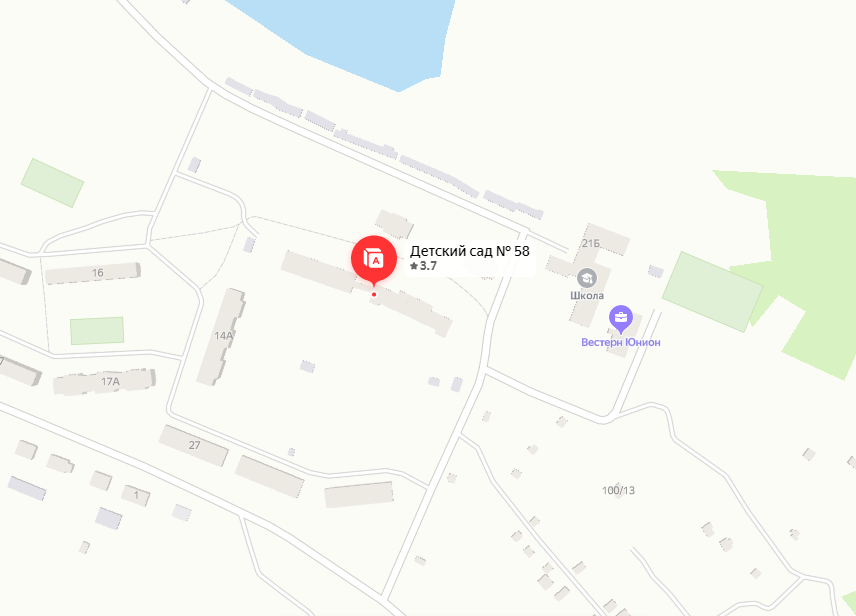 21Б
Детский сад № 58
3.7
16
Школа
14А
Вестерн Юнион
17А
27
100/13
1